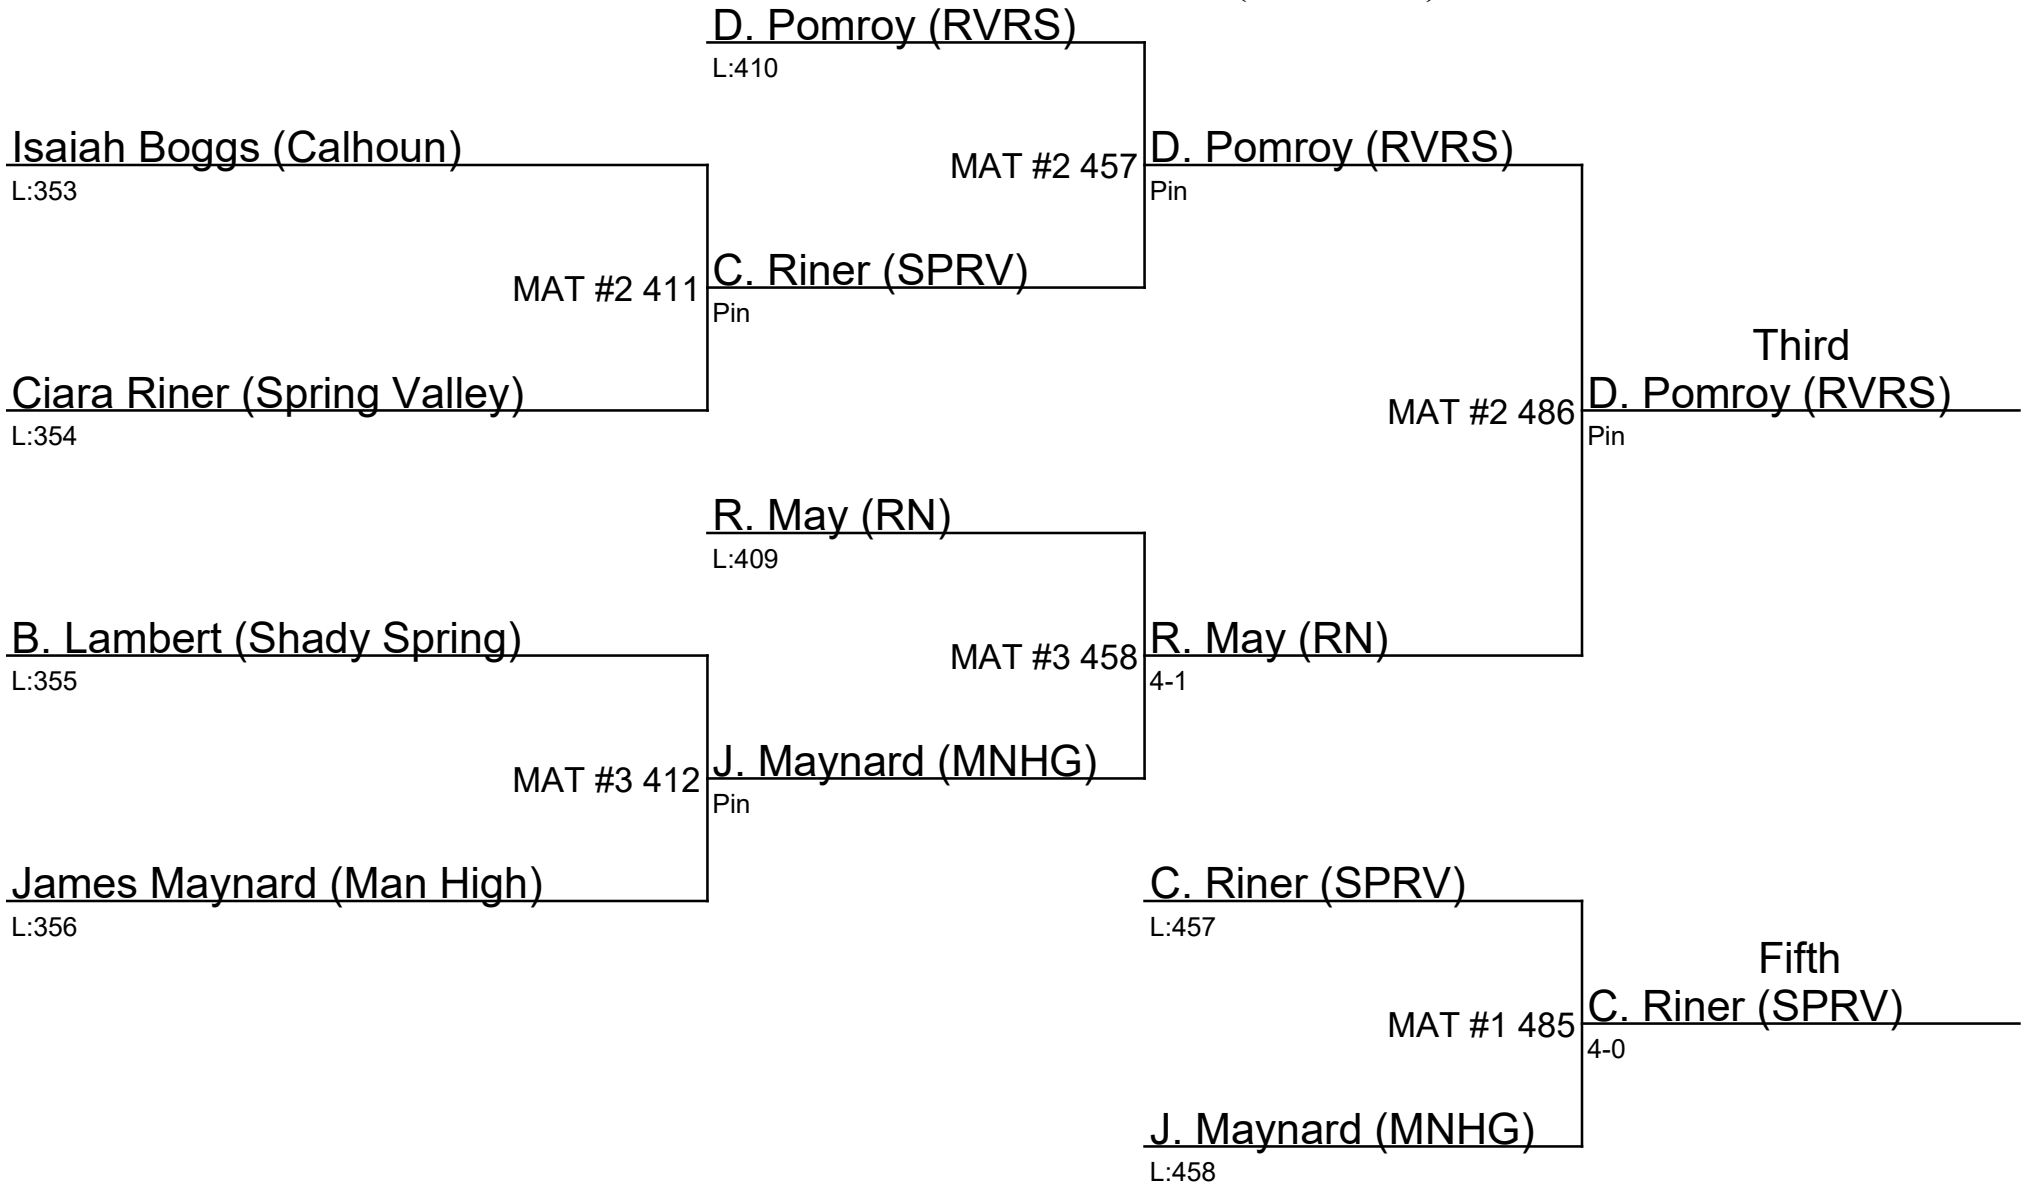 D. Pomroy (RVRS)
L:410
Isaiah Boggs (Calhoun)
L:353
MAT #2 457
D. Pomroy (RVRS)
Pin
MAT #2 411
C. Riner (SPRV)
Pin
Ciara Riner (Spring Valley)
L:354
Third
MAT #2 486
D. Pomroy (RVRS)
Pin
R. May (RN)
L:409
B. Lambert (Shady Spring)
L:355
MAT #3 458
R. May (RN)
4-1
MAT #3 412
J. Maynard (MNHG)
Pin
James Maynard (Man High)
L:356
C. Riner (SPRV)
L:457
Fifth
MAT #1 485
C. Riner (SPRV)
4-0
J. Maynard (MNHG)
L:458